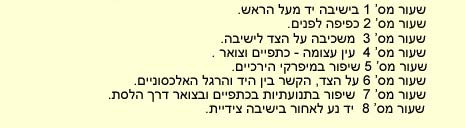 שעור מס' 1 בישיבה יד מעל הראש.
שעור מס' 2 כפיפה לפנים.
שעור מס' 3  משכיבה על הצד לישיבה.
שעור מס' 4  עין עצומה - כתפיים וצואר .
שעור מס' 5 שיפור במיפרקי הירכיים.
שעור מס' 6 על הצד, הקשר בין היד והרגל האלכסוניים.
שעור מס' 7  שיפור בתנועתיות בכתפיים ובצואר דרך הלסת.
שעור מס' 8  יד נע לאחור בישיבה צידיית.